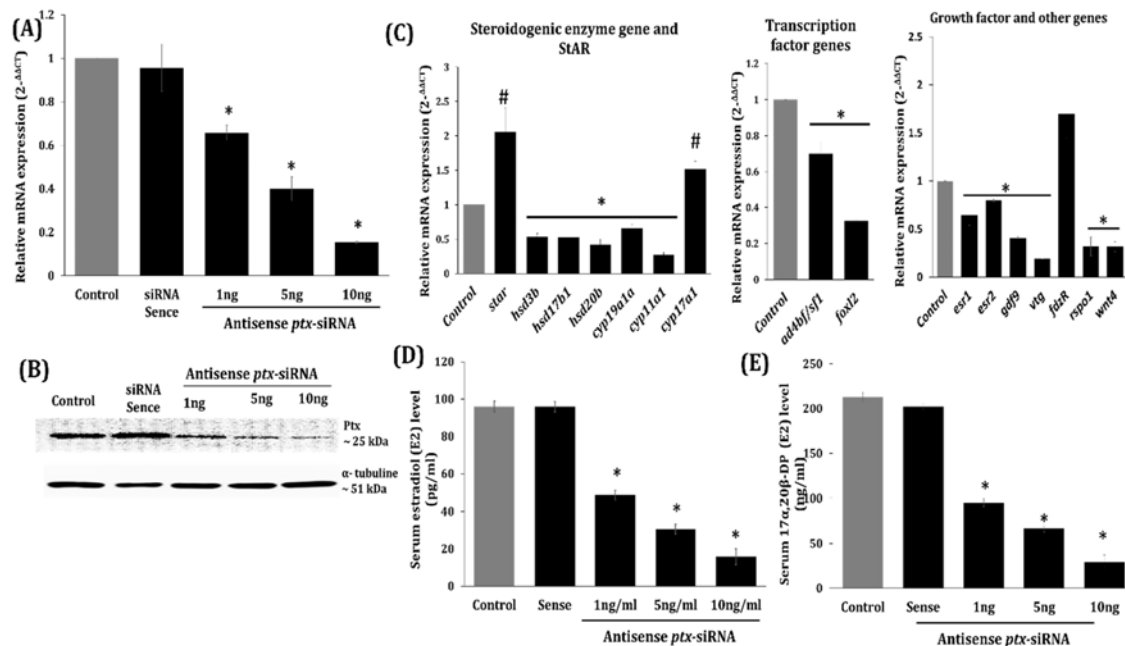 (A)
Relative mRNA expression (2-ΔΔCT)
1.2
1
0.8
0.6
0.4
0.2
0
*
*
*
Control
siRNA
Sence
1ng
5ng
10ng
Antisense ptx-siRNA
(B)
Control
siRNA
Sence
Antisense ptx-siRNA
1ng
5ng
10ng
Ptx
~ 25 kDa
α- tubuline
~ 51 kDa
(C)
Steroidogenic enzyme gene and
StAR
Relative mRNA expression (2-ΔΔCT)
2.5
2
1.5
1
0.5
0
#
*
#
Control
star
hsd3b
hsd17b1
hsd20b
cyp19a1a
cyp11a1
cyp17a1
Transcription
factor genes
Relative mRNA expression (2-ΔΔCT)
1.2
1
0.8
0.6
0.4
0.2
0
*
Control
ad4bf/sf1
foxl2
Growth factor and other genes
Relative mRNA expression (2-ΔΔCT)
2
1.5
1
0.5
0
*
*
Control
esr1
esr2
gdf9
vtg
fdzR
rspo1
wnt4
(D)
Serum estradiol (E2) level
(pg/ml)
120
100
80
60
40
20
0
*
*
*
Control
Sense
1ng/ml
5ng/ml
10ng/ml
Antisense ptx-siRNA
(E)
Serum 17α,20β-DP (E2) level
(ng/ml)
250
200
150
100
50
0
*
*
*
Control
Sense
1ng
5ng
10ng
Antisense ptx-siRNA